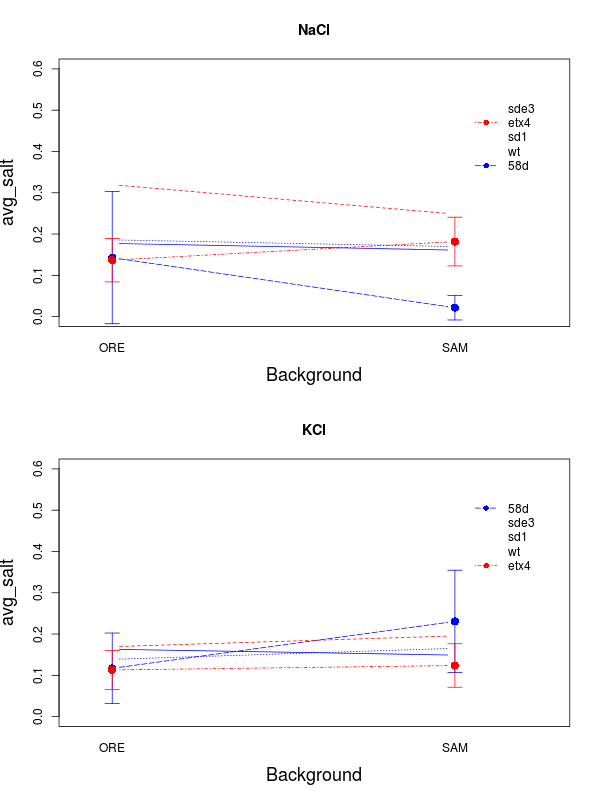 NaCl
avg_salt
0.6
0.5
0.4
0.3
0.2
0.1
0.0
sde3
etx4
sd1
wt
58d
ORE SAM
Background
KCl
avg_salt
0.6
0.5
0.4
0.3
0.2
0.1
0.0
58d
sde3
sd1
wt
etx4
ORE SAM
Background